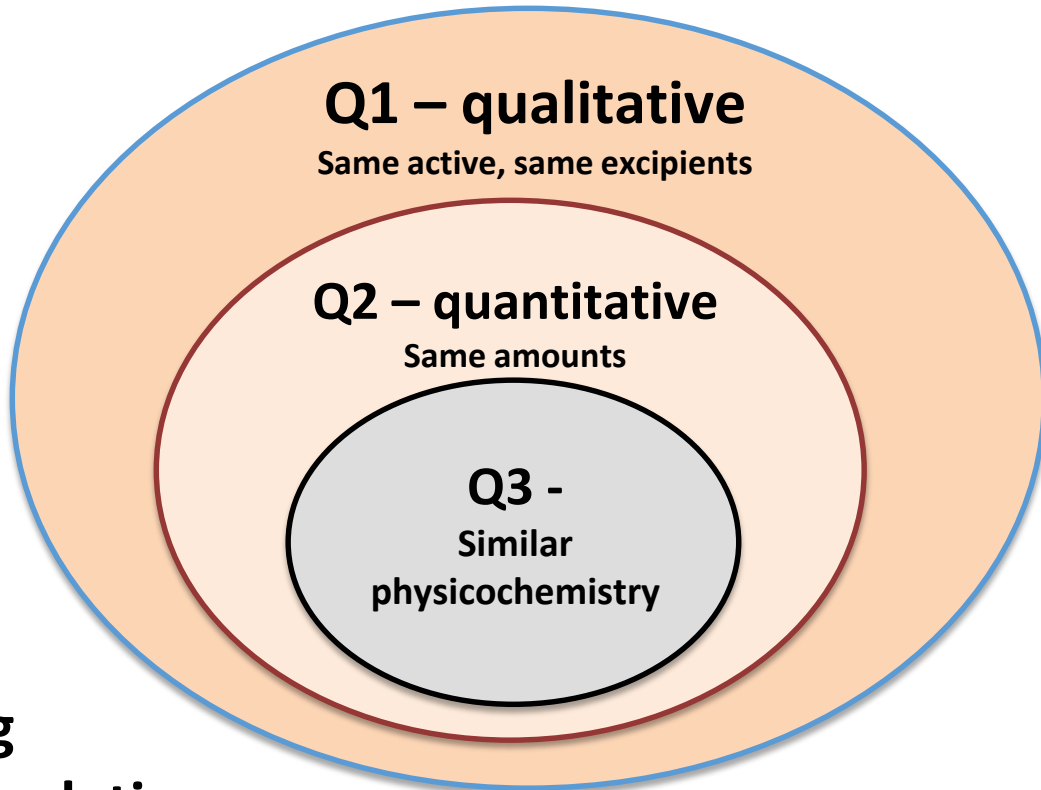 Q1 – qualitative
Same active, same excipients
Q2 – quantitative
Same amounts
Q3 -
Similar
physicochemistry